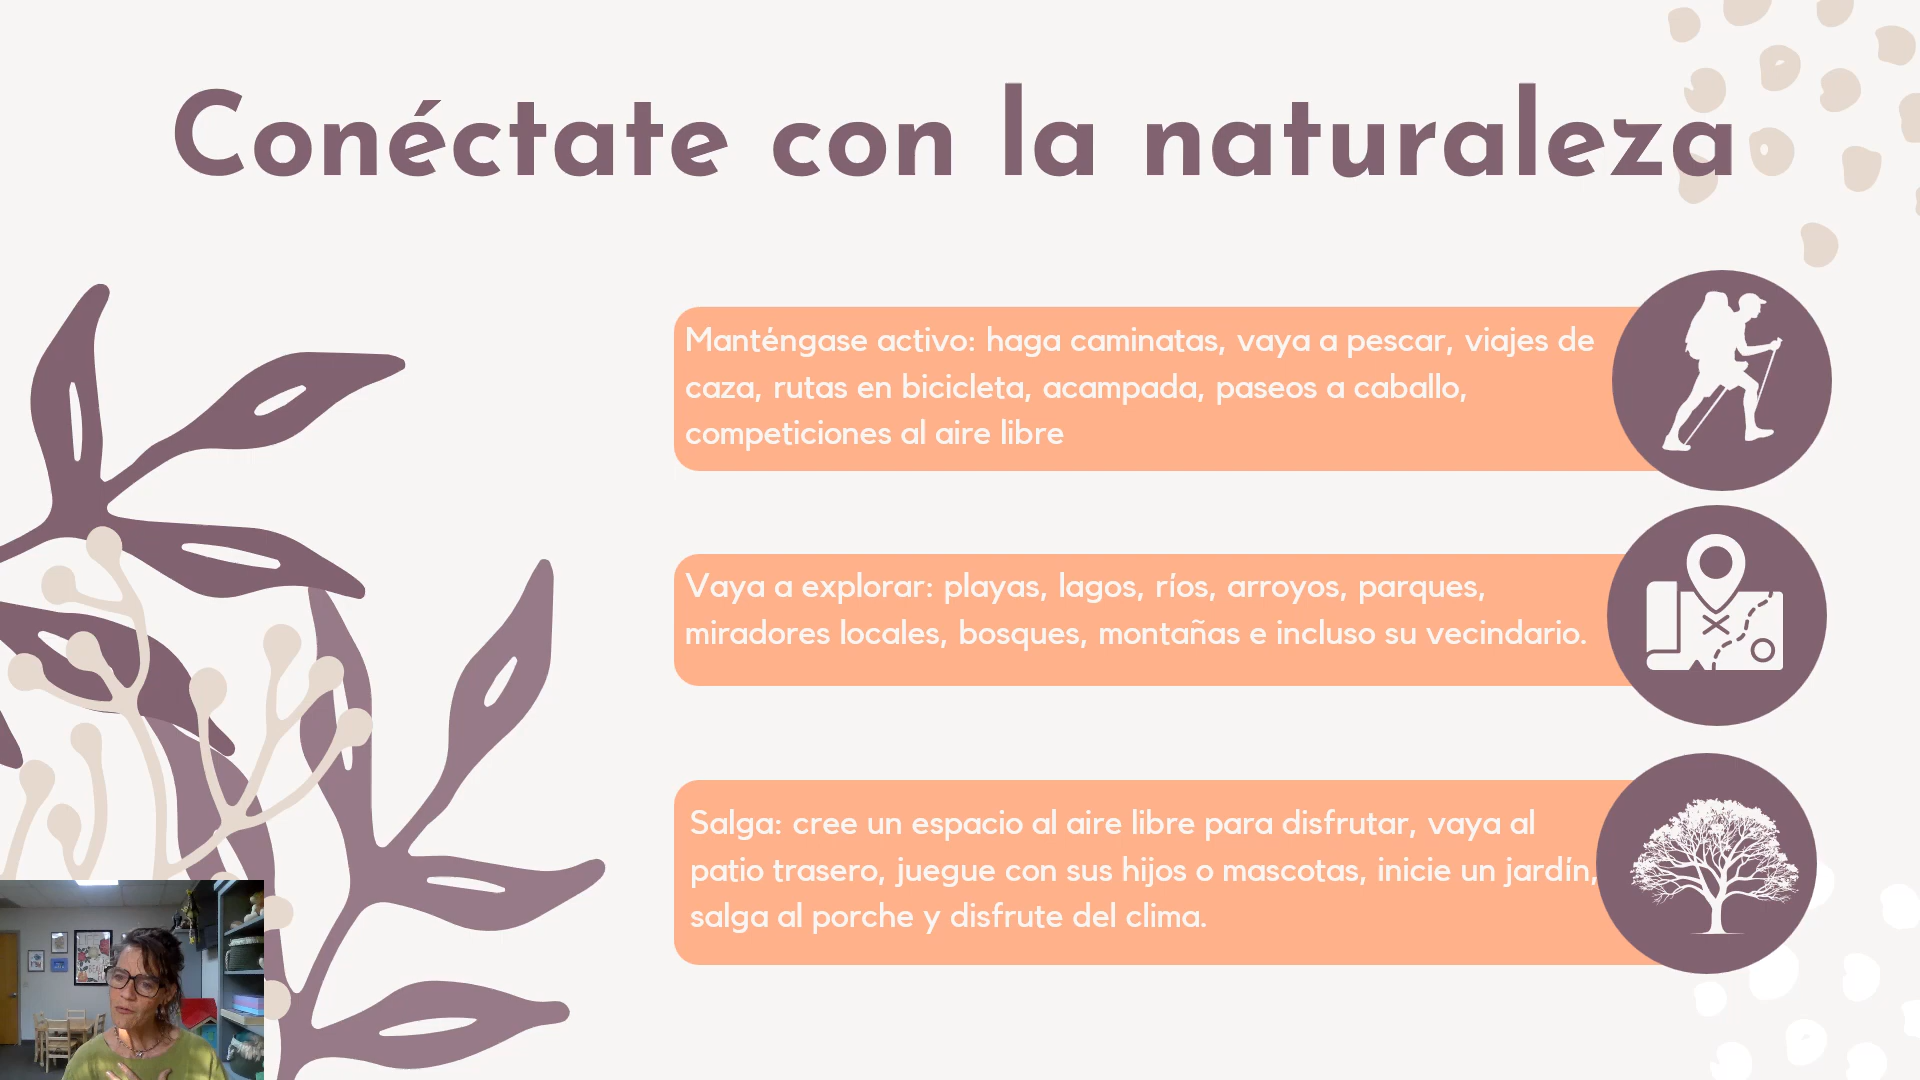 Conéctate con la naturaleza
Manténgase activo: haga caminatas, vaya a pescar, viajes de
caza, rutas en bicicleta, acampada, paseos a caballo,
competiciones al aire libre
Vaya a explorar: playas, lagos, ríos, arroyos, parques,
miradores locales, bosques, montañas e incluso su vecindario.
Salga: cree un espacio al aire libre para disfrutar, vaya al
patio trasero, juegue con sus hijos o mascotas, inicie un jardín,
salga al porche y disfrute del clima.